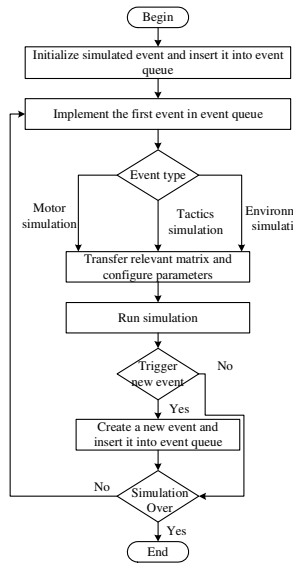 Begin
Initialize simulated event and insert it into event
queue
Implement the first event in event queue
Event type
Motor
simulation
Tactics
simulation
Transfer relevant matrix and
configure parameters
Run simulation
Trigger
new event
No
Yes
Create a new event and
insert it into event queue
No
Simulation
Over
Yes
End